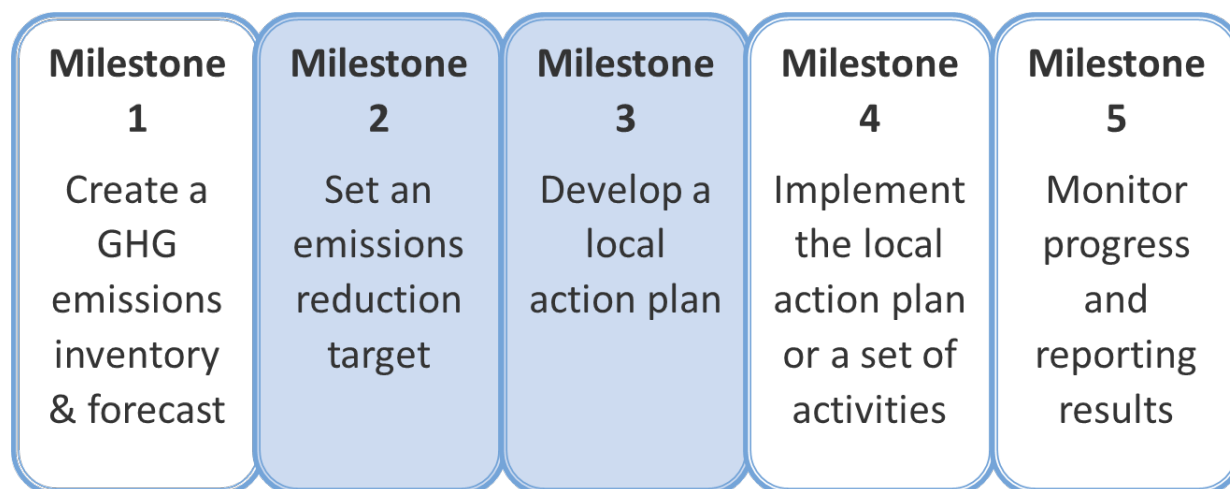 Milestone
1
Create a
GHG
emissions
inventory
& forecast
Milestone
2
Set an
emissions
reduction
target
Milestone
3
Develop a
local
action plan
Milestone
4
Implement
the local
action plan
or a set of
activities
Milestone
5
Monitor
progress
and
reporting
results